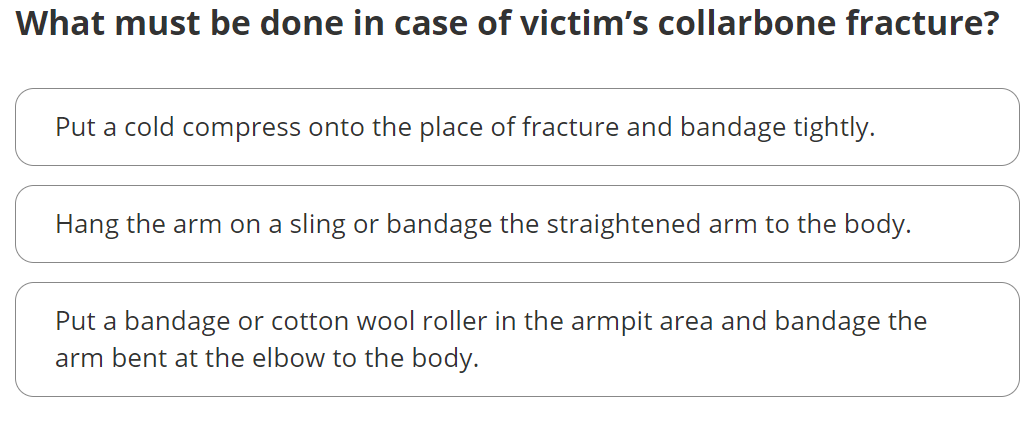 What must be done in case of victim’s collarbone fracture?
Put a cold compress onto the place of fracture and bandage tightly.
Hang the arm on a sling or bandage the straightened arm to the body.
Put a bandage or cotton wool roller in the armpit area and bandage the
arm bent at the elbow to the body.